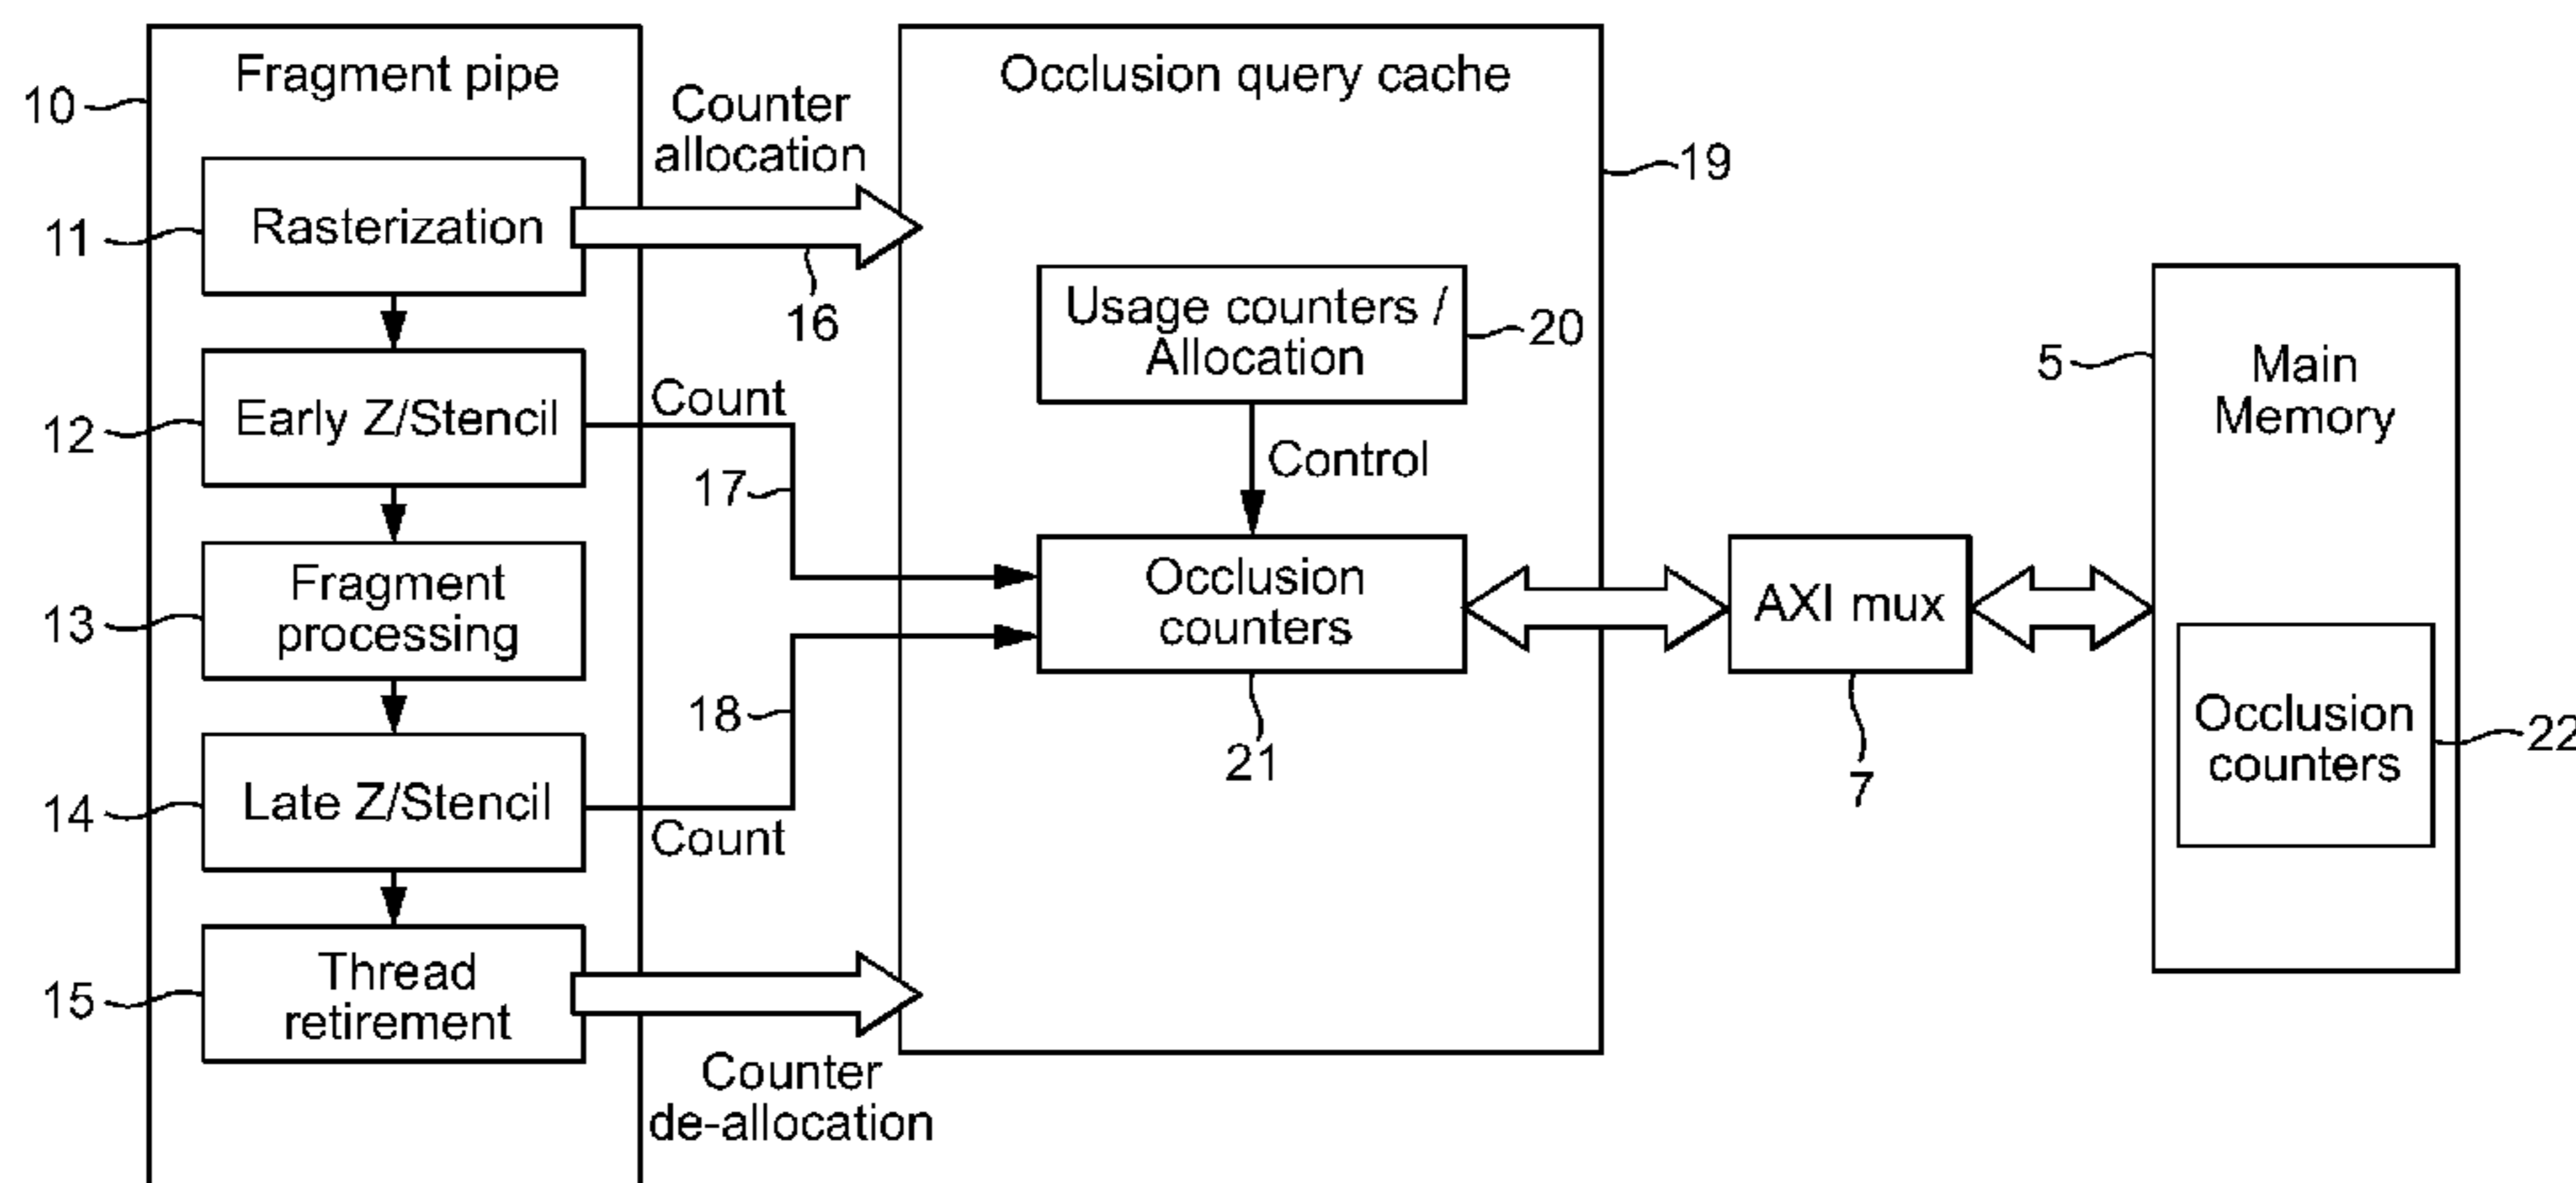 Fragment pipe
10
Rasterization
11
Early Z/Stencil
12
Fragment
processing
13
Late Z/Stencil
14
Thread
retirement
15
Counter
allocation
16
Count
17
18
Count
Counter
de-allocation
Occlusion query cache
19
Usage counters /
Allocation
20
Control
Occlusion
counters
21
AXI mux
7
5
Main
Memory
Occlusion
counters
22